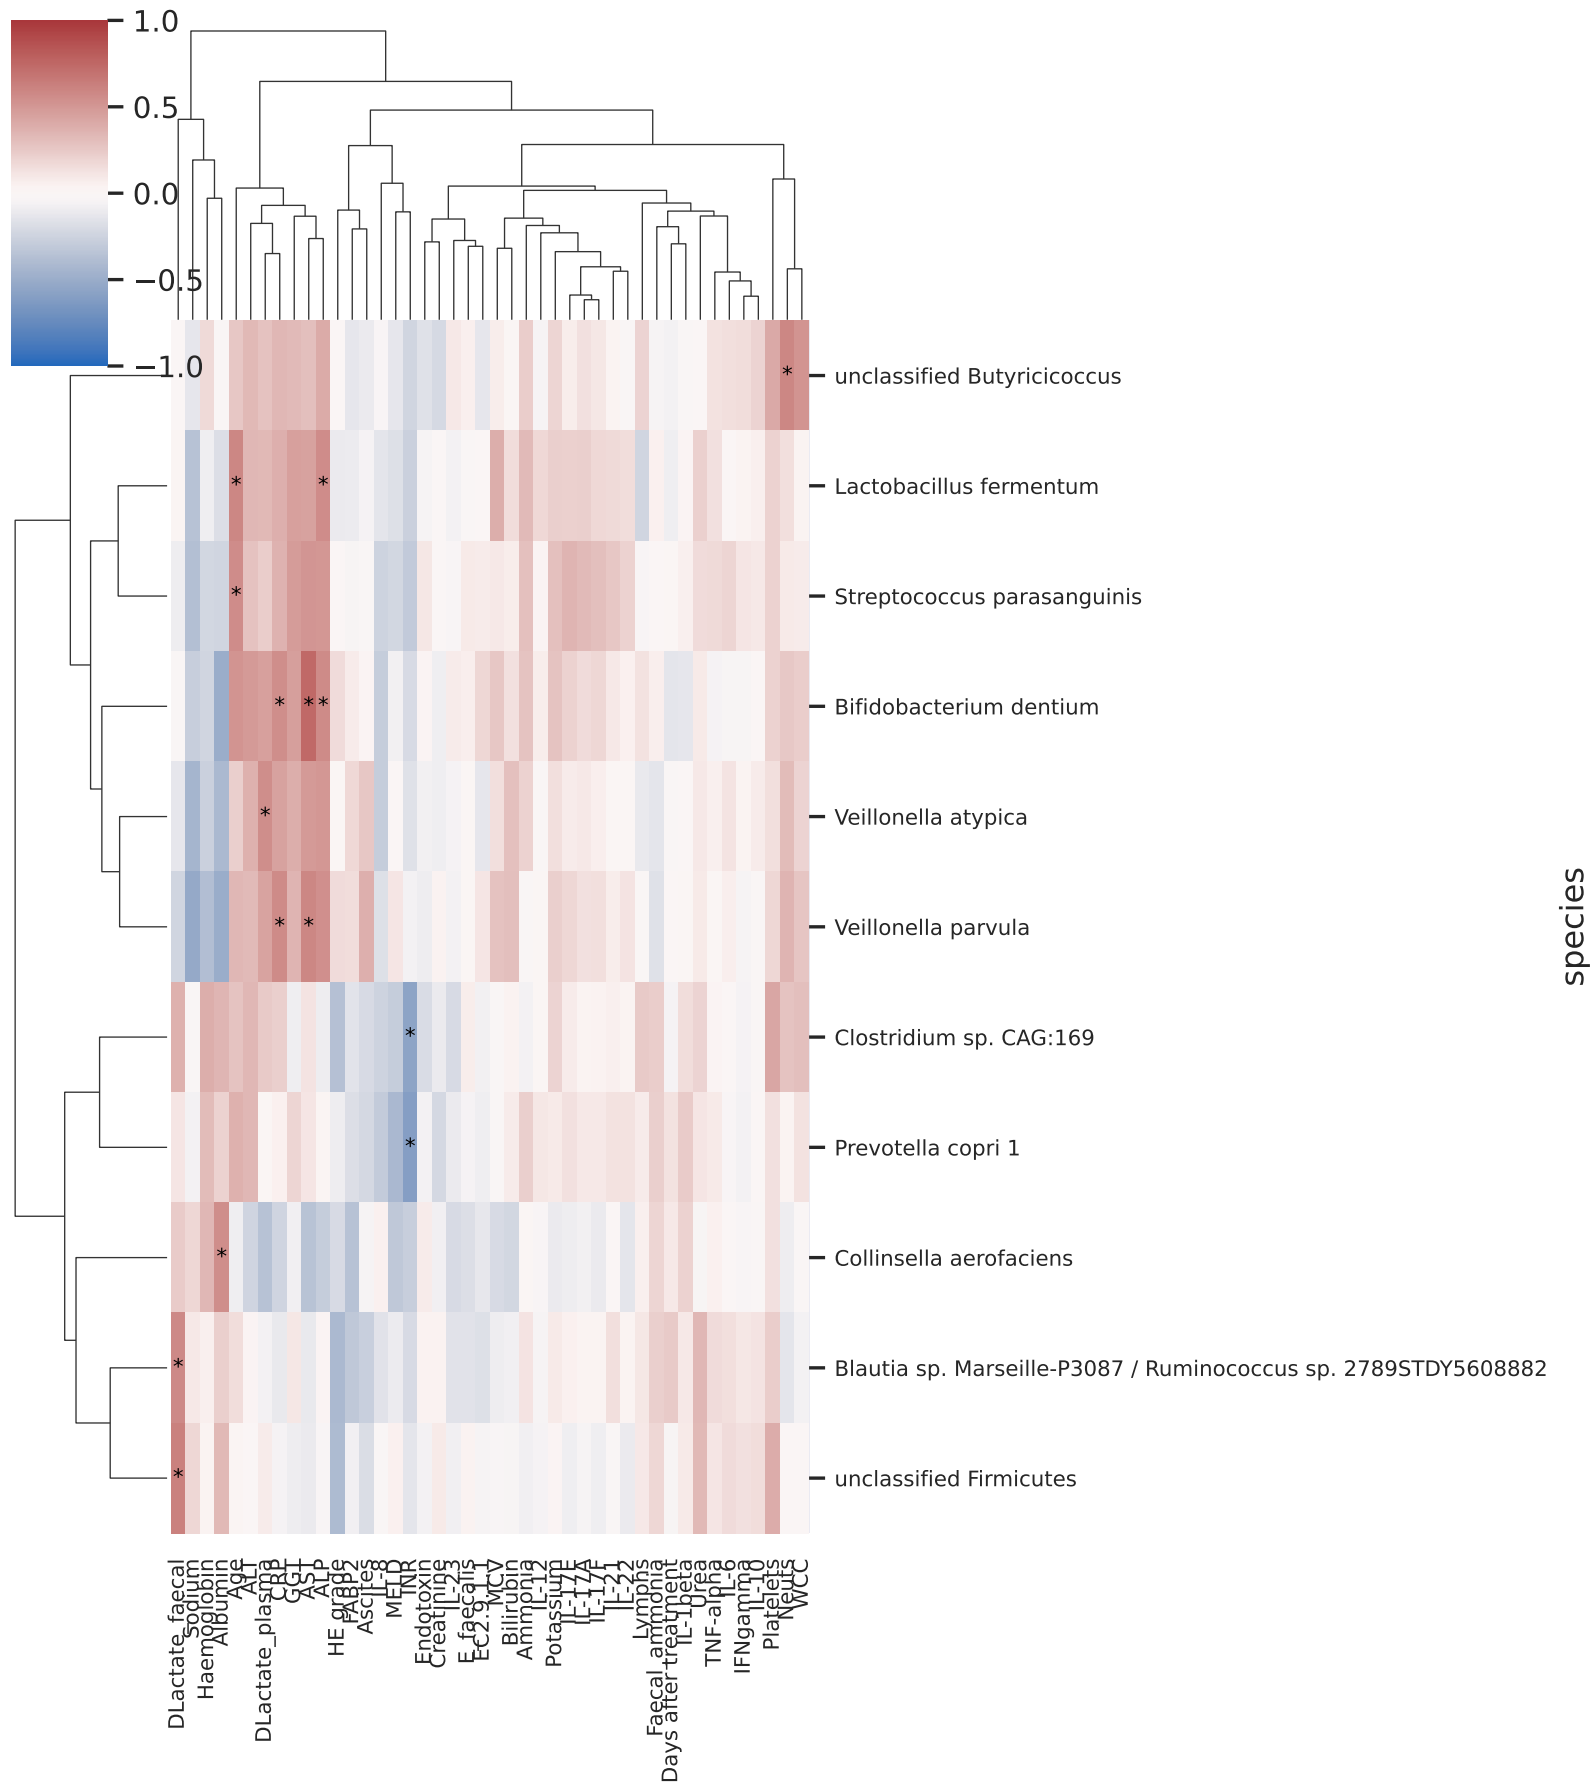 1.0
0.5
0.0
−0.5
−1.0
*
unclassified Butyricicoccus
* *
Lactobacillus fermentum
*
Streptococcus parasanguinis
* * *
Bifidobacterium dentium
*
Veillonella atypica
* *
Veillonella parvula
*
Clostridium sp. CAG:169
*
Prevotella copri 1
*
Collinsella aerofaciens
*
Blautia sp. Marseille-P3087 / Ruminococcus sp. 2789STDY5608882
*
unclassified Firmicutes
species
DLactate_faecal
Sodium
Haemoglobin
Albumin
Age
ALT
DLactate_plasma
CRP
GGT
AST
ALP
HE grade
FABP2
Ascites
IL-8
MELD
INR
Endotoxin
Creatinine
IL-23
E_faecalis
EC2.9.1.1
MCV
Bilirubin
Ammonia
IL-12
Potassium
IL-17E
IL-17A
IL-17F
IL-21
IL-22
Lymphs
Faecal_ammonia
Days after treatment
IL-1beta
Urea
TNF-alpha
IL-6
IFNgamma
IL-10
Platelets
Neuts
WCC